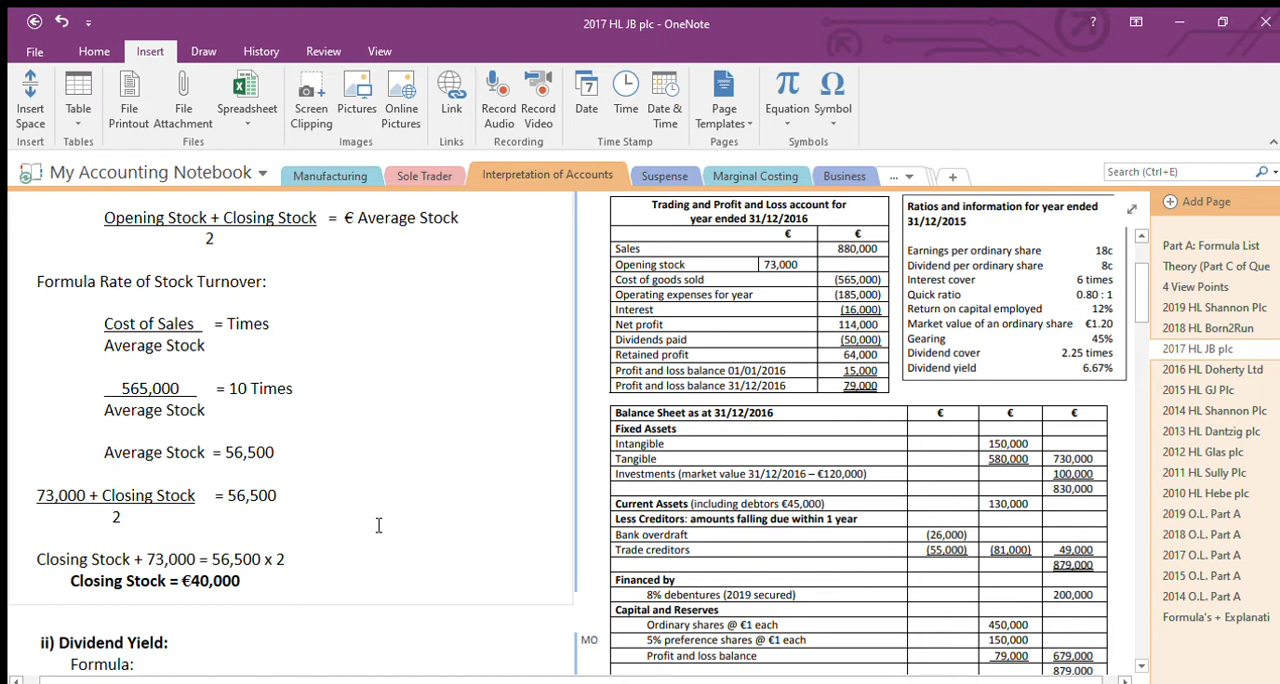 2017 HL JB plc - OneNote
?
File Home Insert Draw History Review View
Insert Space
Table
File Printout
File Attachment
Spreadsheet
Screen Clipping
Pictures
Online Pictures
Link
Record Audio
Record Video
7
Date
Time
Date & Time
Page Templates
π
Equation
Ω
Symbol
Insert Tables Files Images Links Recording Time Stamp Pages Symbols
My Accounting Notebook
Manufacturing Sole Trader Interpretation of Accounts Suspense Marginal Costing Business ... +
Search (Ctrl+E)
Opening Stock + Closing Stock = € Average Stock
2
Formula Rate of Stock Turnover:
Cost of Sales = Times
Average Stock
565,000 = 10 Times
Average Stock
Average Stock = 56,500
73,000 + Closing Stock = 56,500
2
Closing Stock + 73,000 = 56,500 x 2
Closing Stock = €40,000
ii) Dividend Yield:
Formula:
MO
Trading and Profit and Loss account for
year ended 31/12/2016
€ €
Sales 880,000
Opening stock 73,000
Cost of goods sold (565,000)
Operating expenses for year (185,000)
Interest (16,000)
Net profit 114,000
Dividends paid (50,000)
Retained profit 64,000
Profit and loss balance 01/01/2016 15,000
Profit and loss balance 31/12/2016 79,000
Ratios and information for year ended
31/12/2015
Earnings per ordinary share 18c
Dividend per ordinary share 8c
Interest cover 6 times
Quick ratio 0.80 : 1
Return on capital employed 12%
Market value of an ordinary share €1.20
Gearing 45%
Dividend cover 2.25 times
Dividend yield 6.67%
Balance Sheet as at 31/12/2016 € € €
Fixed Assets
Intangible 150,000
Tangible 580,000 730,000
Investments (market value 31/12/2016 – €120,000) 100,000
830,000
Current Assets (including debtors €45,000) 130,000
Less Creditors: amounts falling due within 1 year
Bank overdraft (26,000)
Trade creditors (55,000) (81,000) 49,000
879,000
Financed by
8% debentures (2019 secured) 200,000
Capital and Reserves
Ordinary shares @ €1 each 450,000
5% preference shares @ €1 each 150,000
Profit and loss balance 79,000 679,000
879,000
Add Page
Part A: Formula List
Theory (Part C of Que
4 View Points
2019 HL Shannon Plc
2018 HL Born2Run
2017 HL JB plc
2016 HL Doherty Ltd
2015 HL GJ Plc
2014 HL Shannon Plc
2013 HL Dantzig plc
2012 HL Glas plc
2011 HL Sully Plc
2010 HL Hebe plc
2019 O.L. Part A
2018 O.L. Part A
2017 O.L. Part A
2015 O.L. Part A
2014 O.L. Part A
Formula's + Explanati